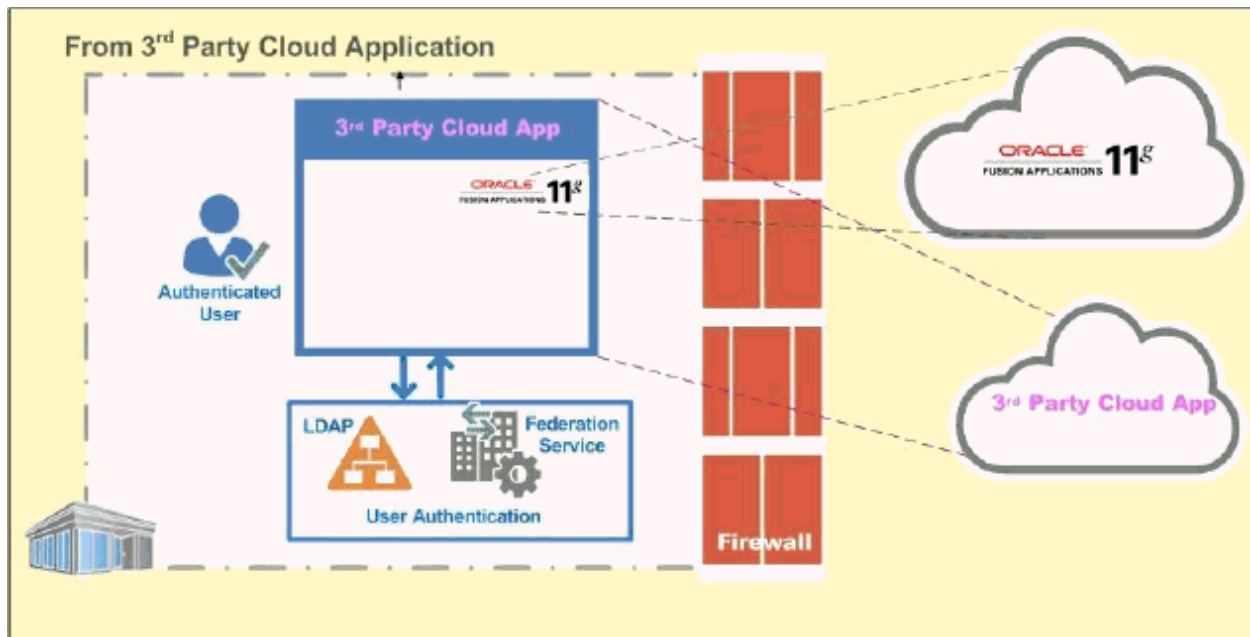 From 3rd Party Cloud Application
3rd Party Cloud App
ORACLE
FUSION APPLICATIONS 11g
ORACLE
FUSION APPLICATIONS 11g
Authenticated
User
3rd Party Cloud App
LDAP
Federation
Service
User Authentication
Firewall